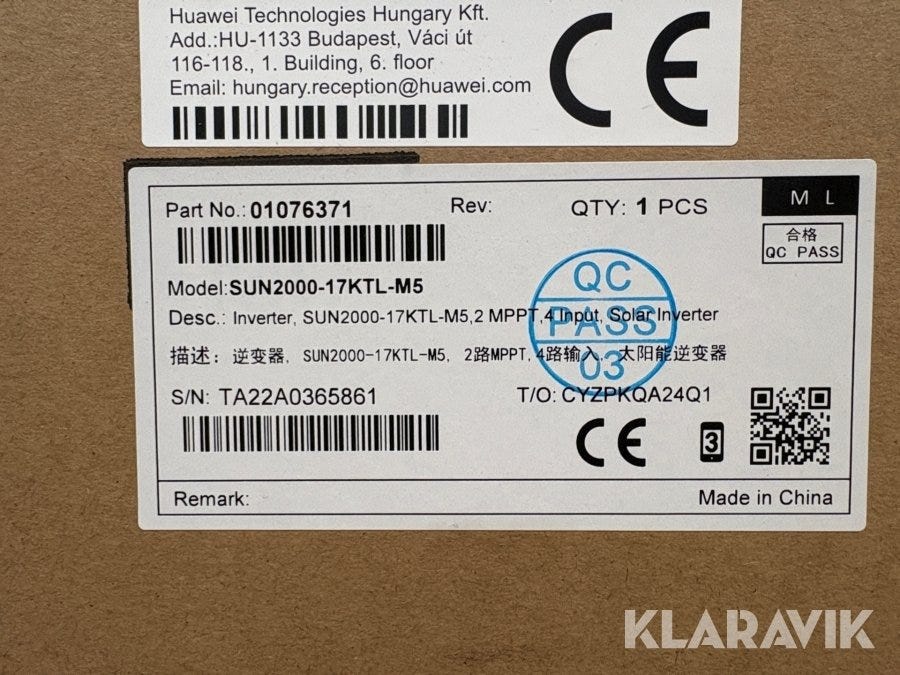 Huawei Technologies Hungary Kft.
Add.:HU-1133 Budapest, Váci út
116-118., 1. Building, 6. floor
Email: hungary.reception@huawei.com
CE
Part No.: 01076371 Rev: QTY: 1 PCS
M L
合格
QC PASS
Model:SUN2000-17KTL-M5
Desc.: Inverter, SUN2000-17KTL-M5,2 MPPT,4 Input, Solar Inverter
QC
PASS
03
描述: 逆变器, SUN2000-17KTL-M5, 2路MPPT,4路输入, 太阳能逆变器
S/N: TA22A0365861 T/O: CYZPKQA24Q1
CE
3
Remark: Made in China
KLARAVIK